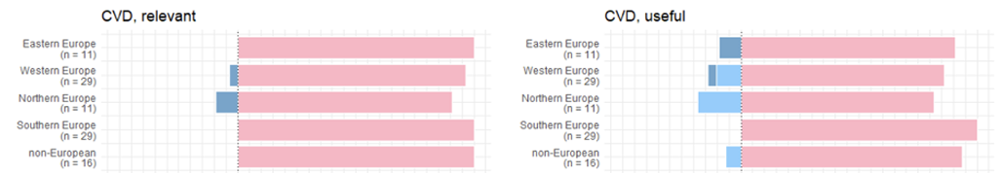 CVD, relevant
Eastern Europe
(n = 11)
Western Europe
(n = 29)
Northern Europe
(n = 11)
Southern Europe
(n = 29)
non-European
(n = 16)
CVD, useful
Eastern Europe
(n = 11)
Western Europe
(n = 29)
Northern Europe
(n = 11)
Southern Europe
(n = 29)
non-European
(n = 16)